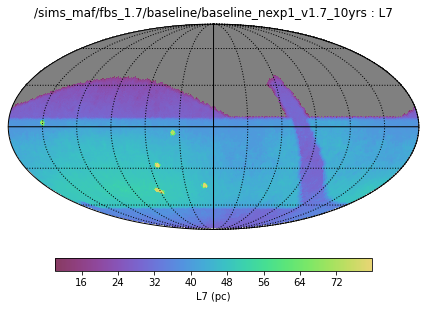 /sims_maf/fbs_1.7/baseline/baseline_nexp1_v1.7_10yrs : L7
16 24 32 40 48 56 64 72
L7 (pc)